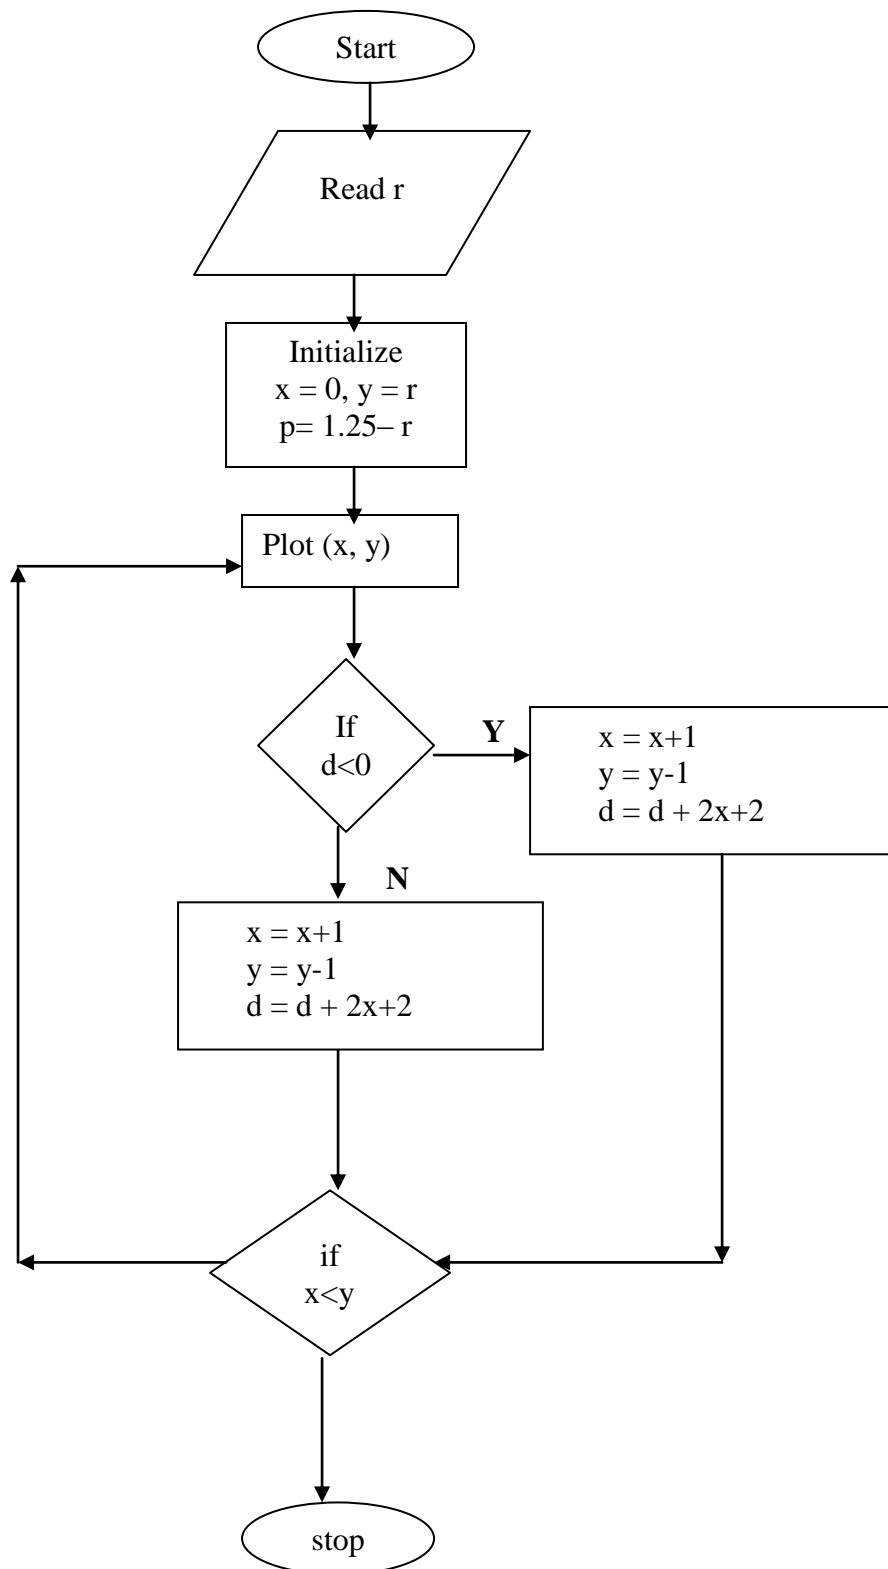 Start
Read r
Initialize
x = 0, y = r
p= 1.25– r
Plot (x, y)
If
d<0
Y
x = x+1
y = y-1
d = d + 2x+2
N
x = x+1
y = y-1
d = d + 2x+2
if
x<y
stop